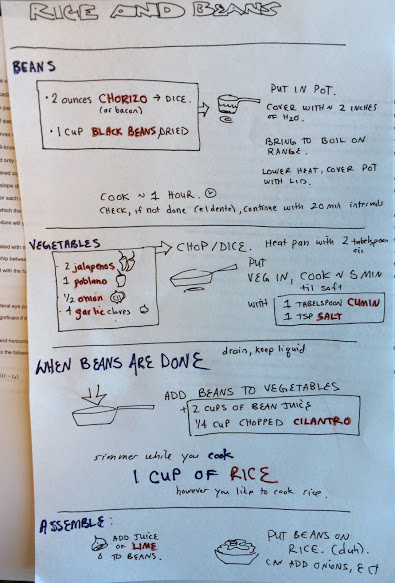 RICE AND BEANS
BEANS
• 2 ounces CHORIZO → DICE.
(or bacon)
• 1 CUP BLACK BEANS, DRIED
PUT IN POT.
COVER WITH ~ 2 INCHES
OF H2O.
BRING TO BOIL ON
RANGE.
LOWER HEAT, COVER POT
WITH LID.
COOK ~ 1 HOUR.
CHECK, if not done (al dente), continue with 20 min intervals
VEGETABLES
• 2 jalapenos
1 poblano
1/2 onion
• 4 garlic cloves
CHOP/DICE. Heat pan with 2 tabelspoon
oil
PUT
VEG IN, COOK ~ 5 MIN
til soft
WITH
1 TABELSPOON CUMIN
1 TSP SALT
WHEN BEANS ARE DONE
drain, keep liquid
ADD BEANS TO VEGETABLES
+ 2 CUPS OF BEAN JUICE
1/4 CUP CHOPPED CILANTRO
simmer while you cook
1 CUP OF RICE
however you like to cook rice.
ASSEMBLE:
ADD JUICE
OF LIME
TO BEANS.
PUT BEANS ON
RICE. (duh).
CAN ADD ONIONS, ECT